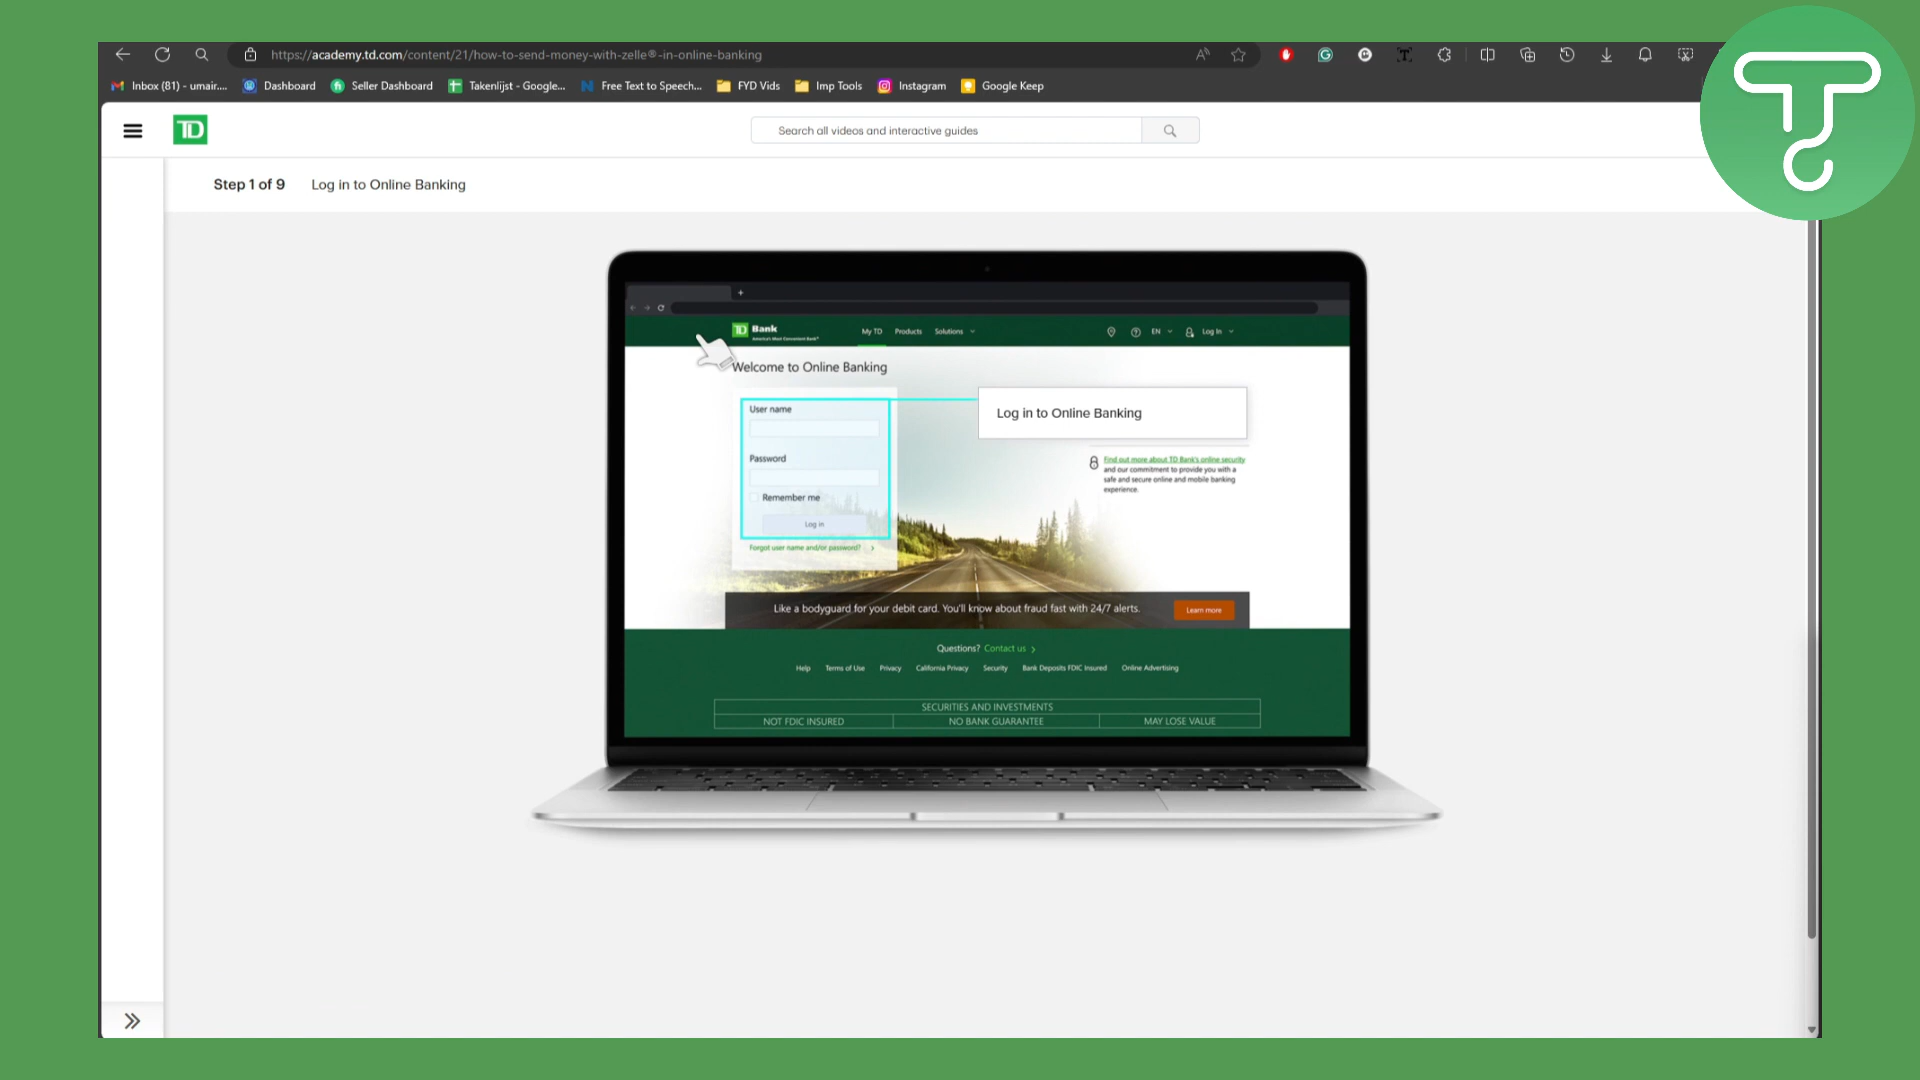 https://academy.td.com/content/21/how-to-send-money-with-zelle®-in-online-banking
Inbox (81) - umair....
Dashboard
Seller Dashboard
Takenlijst - Google...
Free Text to Speech...
FYD Vids
Imp Tools
Instagram
Google Keep
TD
Search all videos and interactive guides
Step 1 of 9
Log in to Online Banking
TD Bank
America's Most Convenient Bank®
My TD
Products
Solutions
EN
Log In
Welcome to Online Banking
User name
Log in to Online Banking
Password
Find out more about TD Bank's online security
and our commitment to provide you with a
safe and secure online and mobile banking
experience.
Remember me
Log in
Forgot user name and/or password?
Like a bodyguard for your debit card. You'll know about fraud fast with 24/7 alerts.
Learn more
Questions? Contact us
Help
Terms of Use
Privacy
California Privacy
Security
Bank Deposits FDIC Insured
Online Advertising
SECURITIES AND INVESTMENTS
NOT FDIC INSURED
NO BANK GUARANTEE
MAY LOSE VALUE